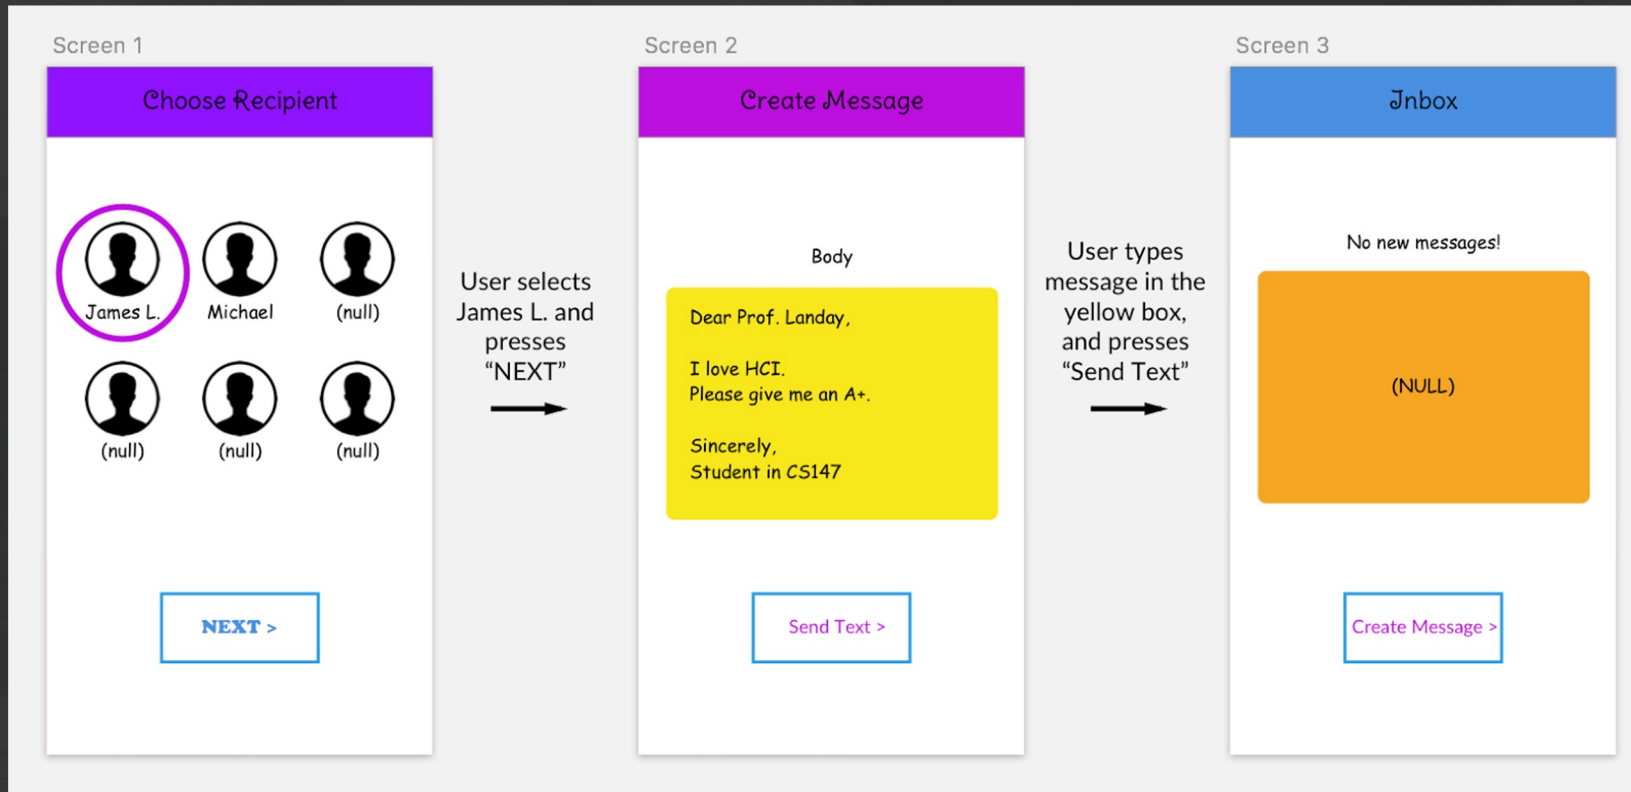 Screen 1
Choose Recipient
James L.
Michael
(null)
(null)
(null)
(null)
NEXT >
User selects
James L. and
presses
“NEXT”
Screen 2
Create Message
Body
Dear Prof. Landay,
I love HCI.
Please give me an A+.
Sincerely,
Student in CS147
Send Text >
User types
message in the
yellow box,
and presses
“Send Text”
Screen 3
Inbox
No new messages!
(NULL)
Create Message >